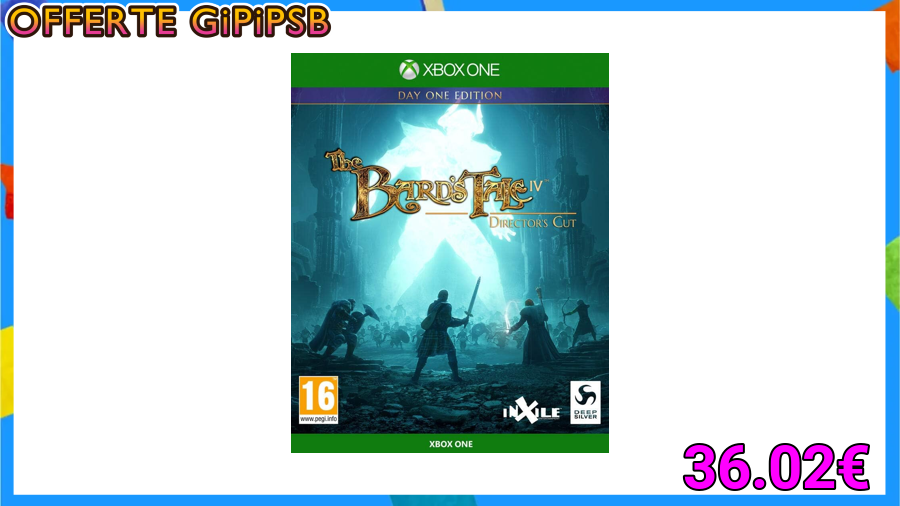 OFFERTE GiPiPSB
XBOX ONE
DAY ONE EDITION
The
BARD'S TALE IV™
DIRECTOR'S CUT
16
www.pegi.info
INXILE
DEEP
SILVER
XBOX ONE
36.02€